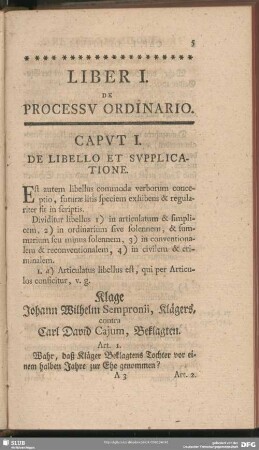 5
LIBER I.
DE
PROCESSV ORDINARIO.
CAPVT I.
DE LIBELLO ET SVPPLICA-
TIONE.
Est autem libellus commoda verborum conce-
ptio, futuræ litis speciem exhibens & regula-
riter fit in scriptis.
Dividitur libellus 1) in articulatum & simpli-
cem, 2) in ordinarium sive solennem, & sum-
marium seu minus solennem, 3) in conventiona-
lem & reconventionalem, 4) in civilem & cri-
minalem.
1. a) Articulatus libellus est, qui per Articu-
los conficitur, v. g.
Klage
Johann Wilhelm Sempronii, Klägers,
contra
Carl David Cajum, Beklagten.
Art. 1.
Wahr, daß Kläger Beklagtens Tochter vor ei-
nem halben Jahre zur Ehe genommen?
A 3 Art. 2.
SLUB
DFG